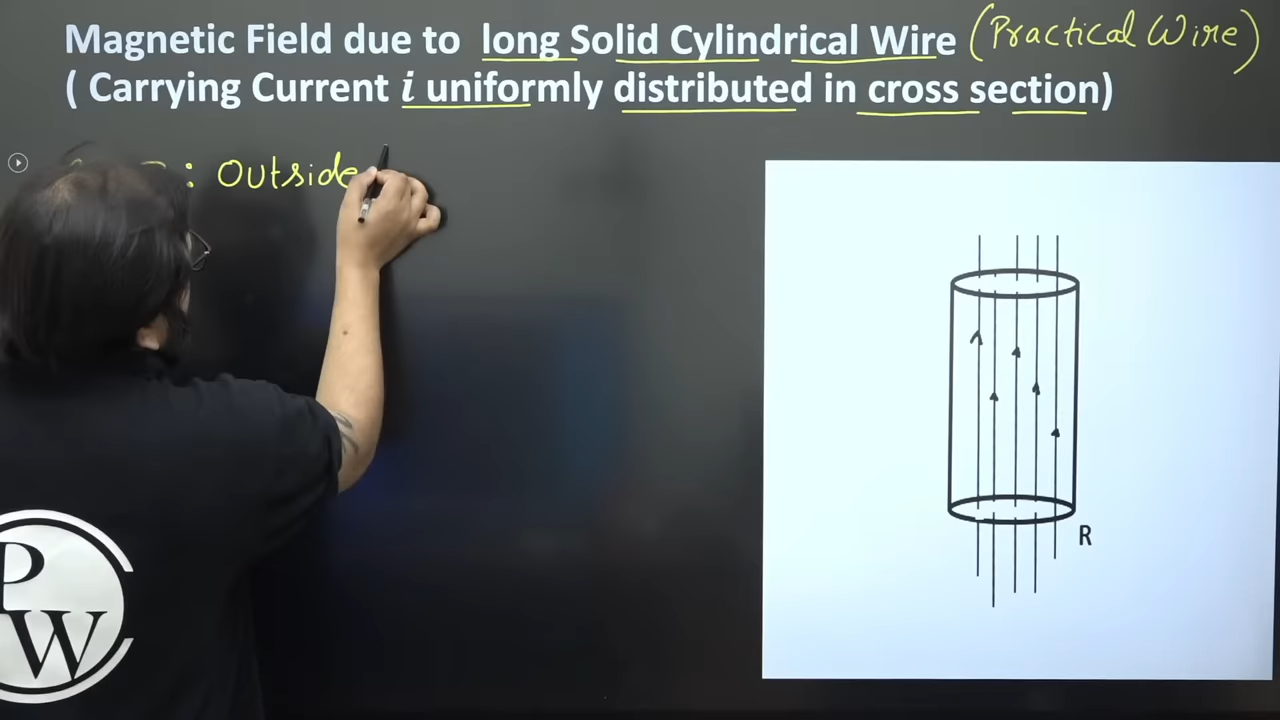 Magnetic Field due to long Solid Cylindrical Wire (Practical Wire)
( Carrying Current i uniformly distributed in cross section)
: Outside
R
PW